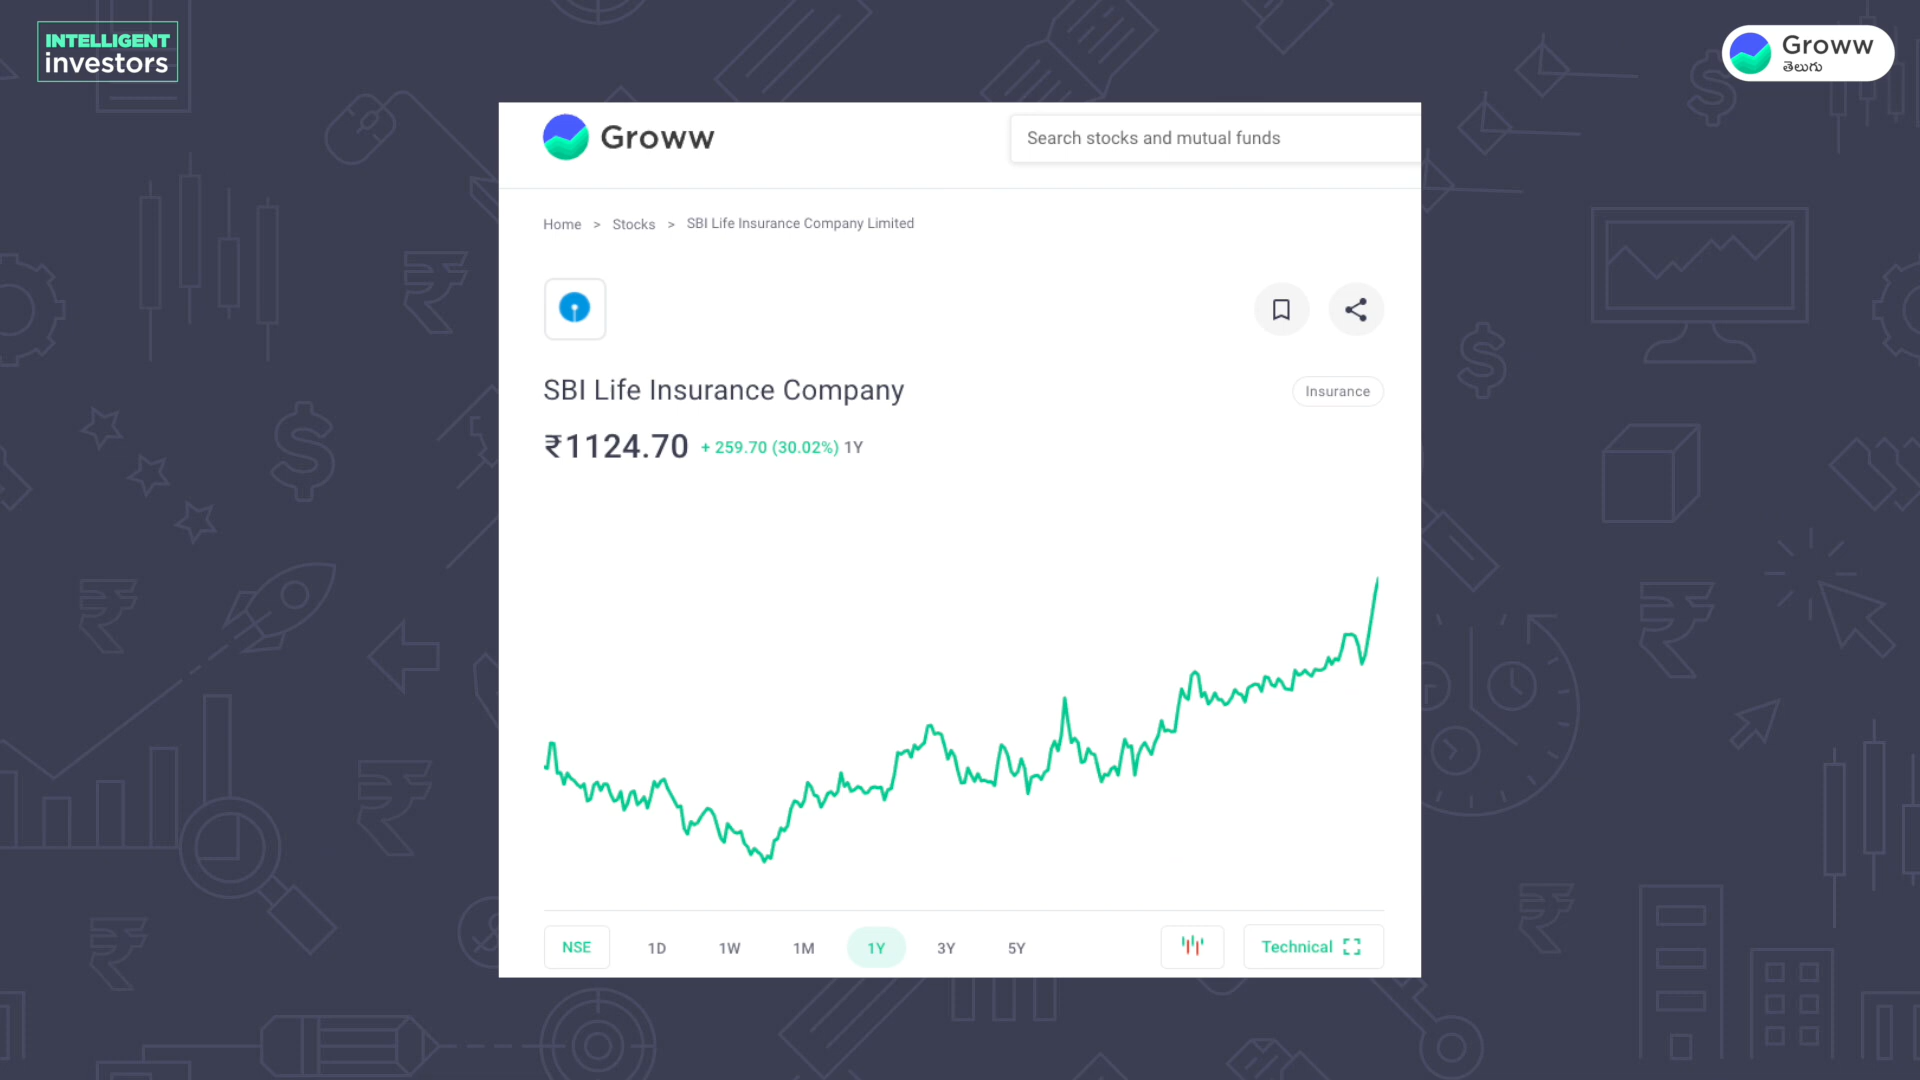 INTELLIGENT
investors
Groww
తెలుగు
Groww
Search stocks and mutual funds
Home > Stocks > SBI Life Insurance Company Limited
SBI Life Insurance Company
Insurance
₹1124.70 + 259.70 (30.02%) 1Y
NSE 1D 1W 1M 1Y 3Y 5Y Technical